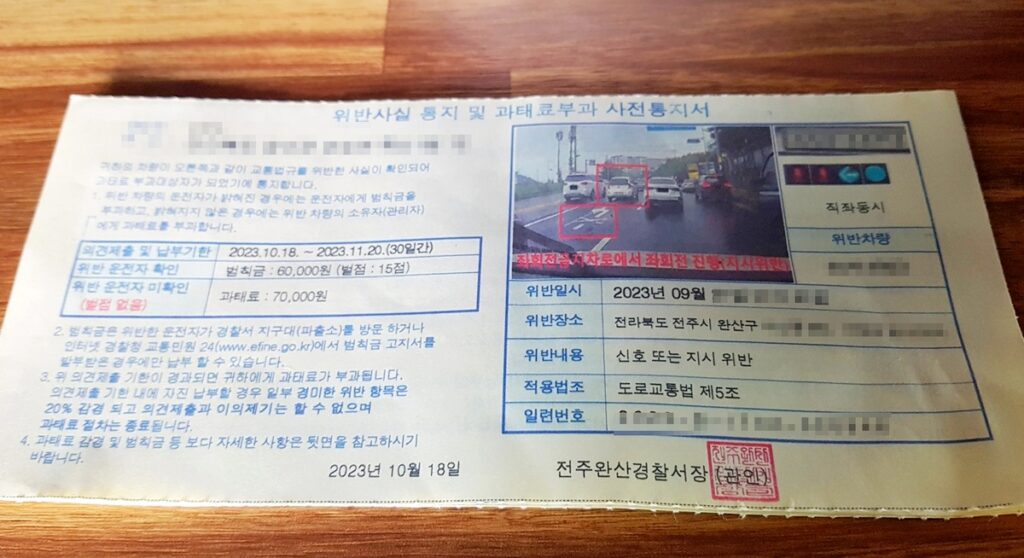 위반사실 통지 및 과태료부과 사전통지서
귀하의 차량이 오른쪽과 같이 교통법규를 위반한 사실이 확인되어
과태료 부과대상자가 되었기에 통지합니다.
1. 위반 차량의 운전자가 밝혀진 경우에는 운전자에게 범칙금을
부과하고, 밝혀지지 않은 경우에는 위반 차량의 소유자(관리자)
에게 과태료를 부과합니다.
의견제출 및 납부기한 2023.10.18. ~ 2023.11.20.(30일간)
위반 운전자 확인 범칙금 : 60,000원 (벌점 : 15점)
위반 운전자 미확인 과태료 : 70,000원
(벌점 없음)
2. 범칙금은 위반한 운전자가 경찰서 지구대(파출소)를 방문 하거나
인터넷 경찰청 교통민원 24(www.efine.go.kr)에서 범칙금 고지서를
발부받은 경우에만 납부 할 수 있습니다.
3. 위 의견제출 기한이 경과되면 귀하에게 과태료가 부과됩니다.
의견제출 기한 내에 자진 납부할 경우 일부 경미한 위반 항목은
20% 감경 되고 의견제출과 이의제기는 할 수 없으며
과태료 절차는 종료됩니다.
4. 과태료 감경 및 범칙금 등 보다 자세한 사항은 뒷면을 참고하시기
바랍니다.
2023년 10월 18일
좌회전금지차로에서 좌회전 진행(지시위반)
직좌동시
위반차량
위반일시 2023년 09월
위반장소 전라북도 전주시 완산구
위반내용 신호 또는 지시 위반
적용법조 도로교통법 제5조
일련번호
전주완산경찰서장 (관인)